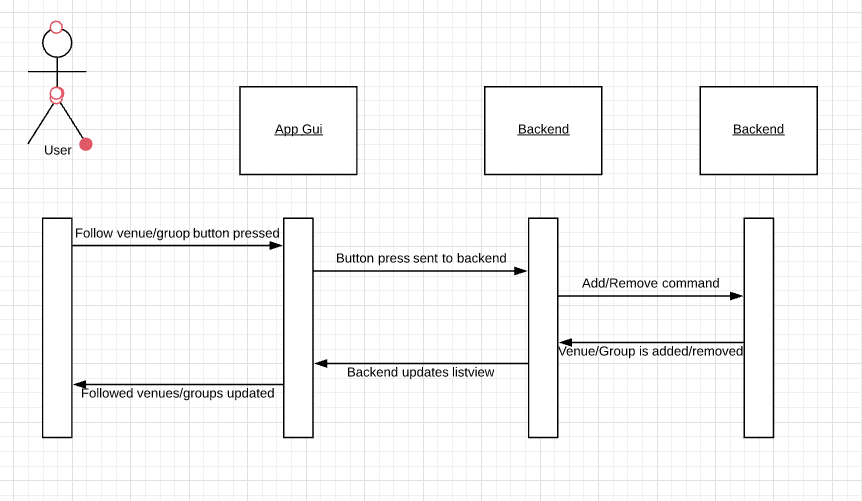 User
App Gui
Backend
Backend
Follow venue/gruop button pressed
Button press sent to backend
Add/Remove command
Venue/Group is added/removed
Backend updates listview
Followed venues/groups updated